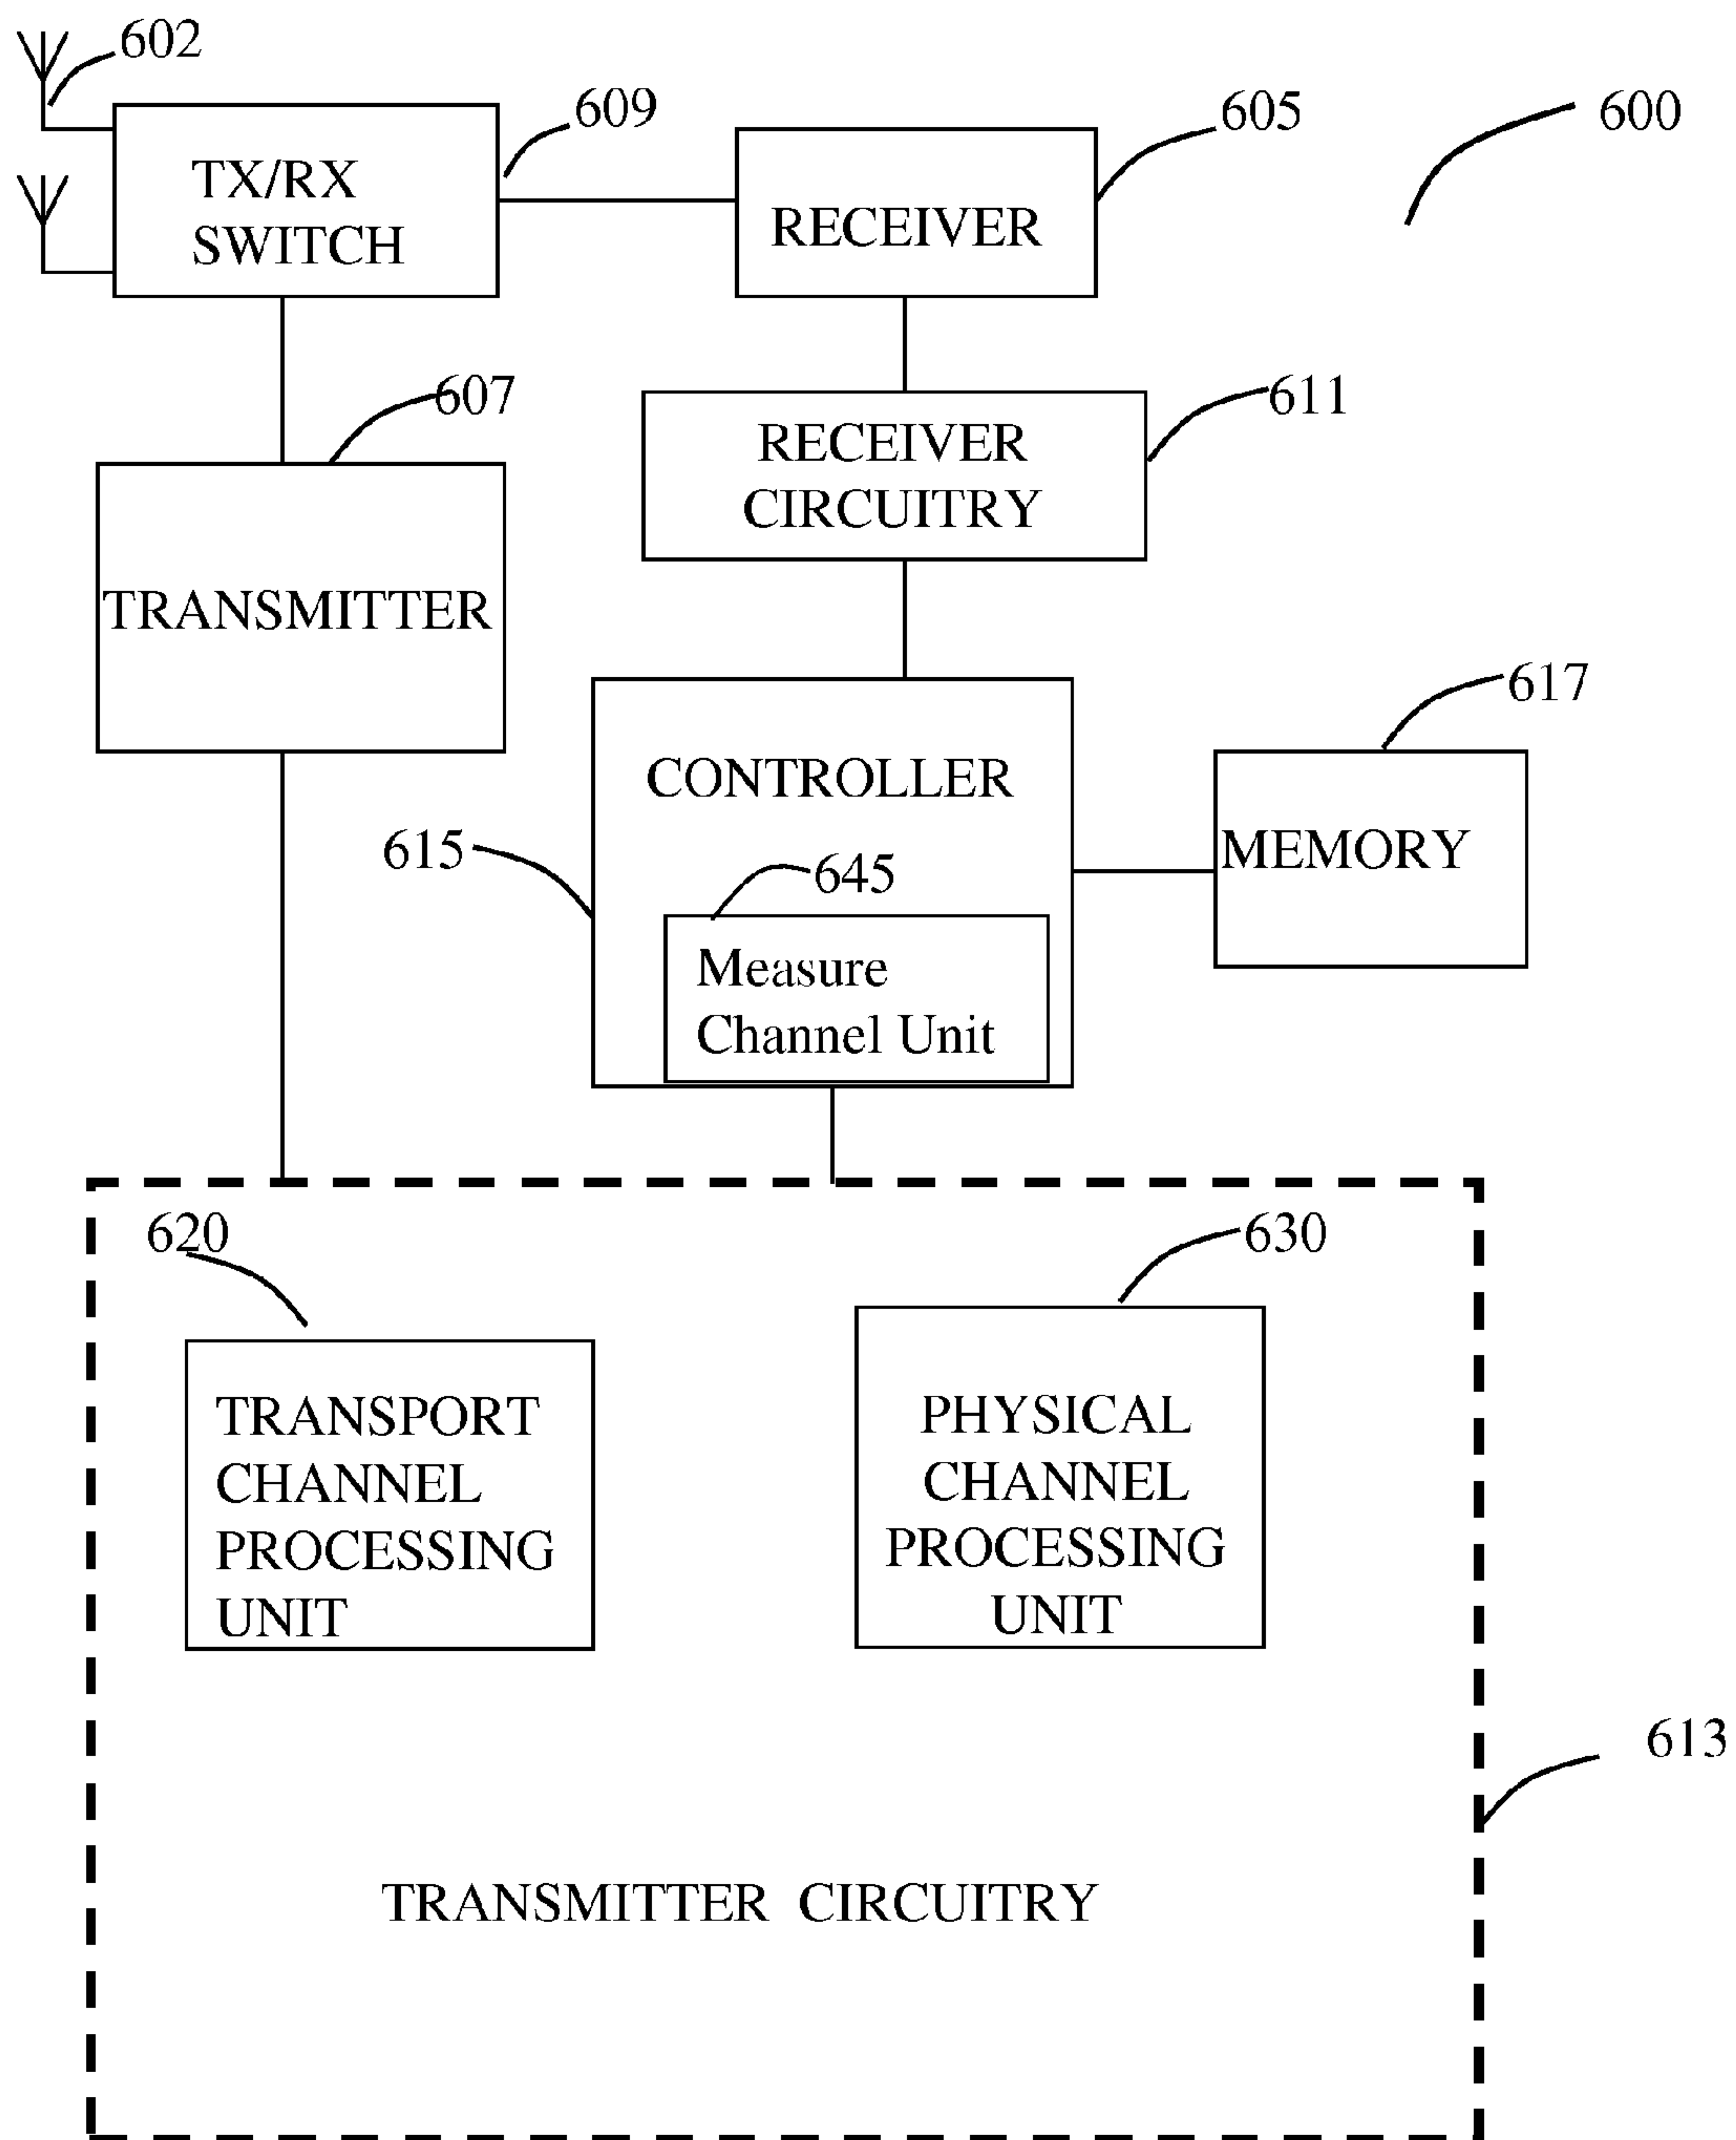 602
609
605
600
TX/RX
SWITCH
RECEIVER
607
611
RECEIVER
CIRCUITRY
TRANSMITTER
617
CONTROLLER
615
645
MEMORY
Measure
Channel Unit
620
630
TRANSPORT
CHANNEL
PROCESSING
UNIT
PHYSICAL
CHANNEL
PROCESSING
UNIT
613
TRANSMITTER CIRCUITRY